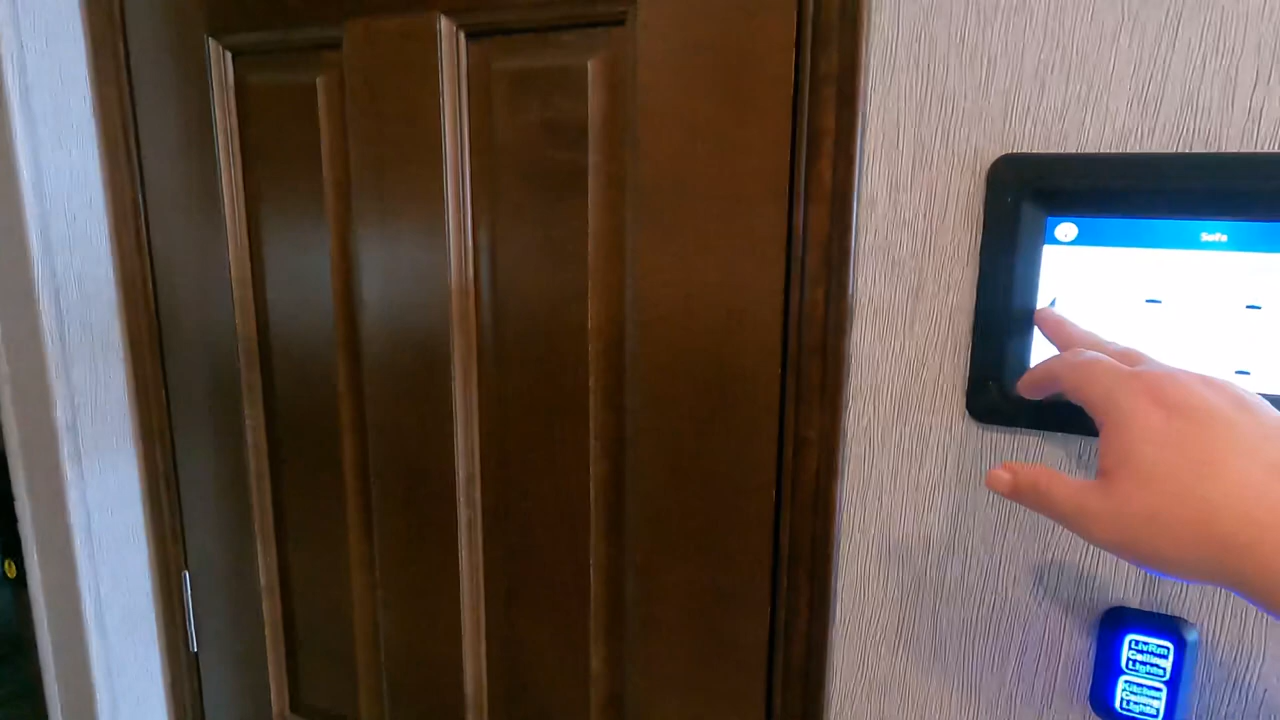 Sofa
LivRm
Ceiling
Lights
Kitchen
Ceiling
Lights